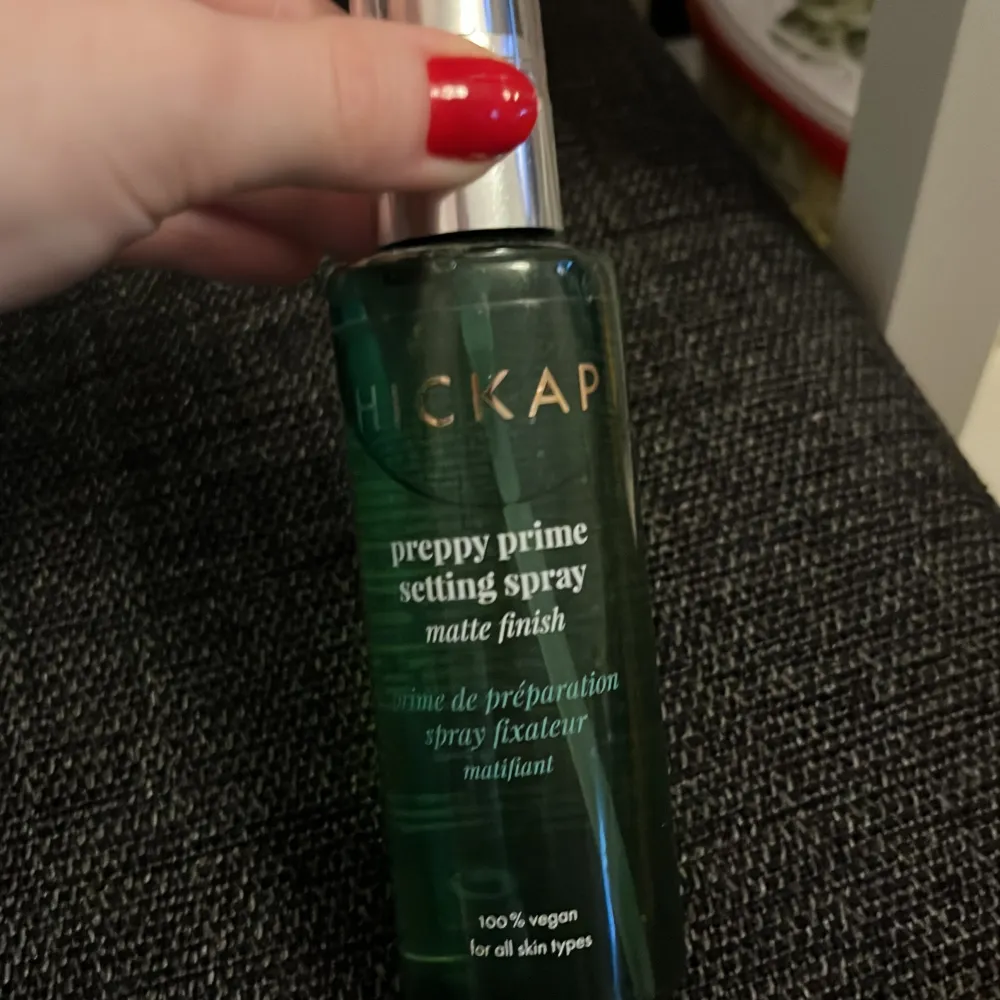 HICKAP
preppy prime
setting spray
matte finish
prime de préparation
spray fixateur
matifiant
100% vegan
for all skin types